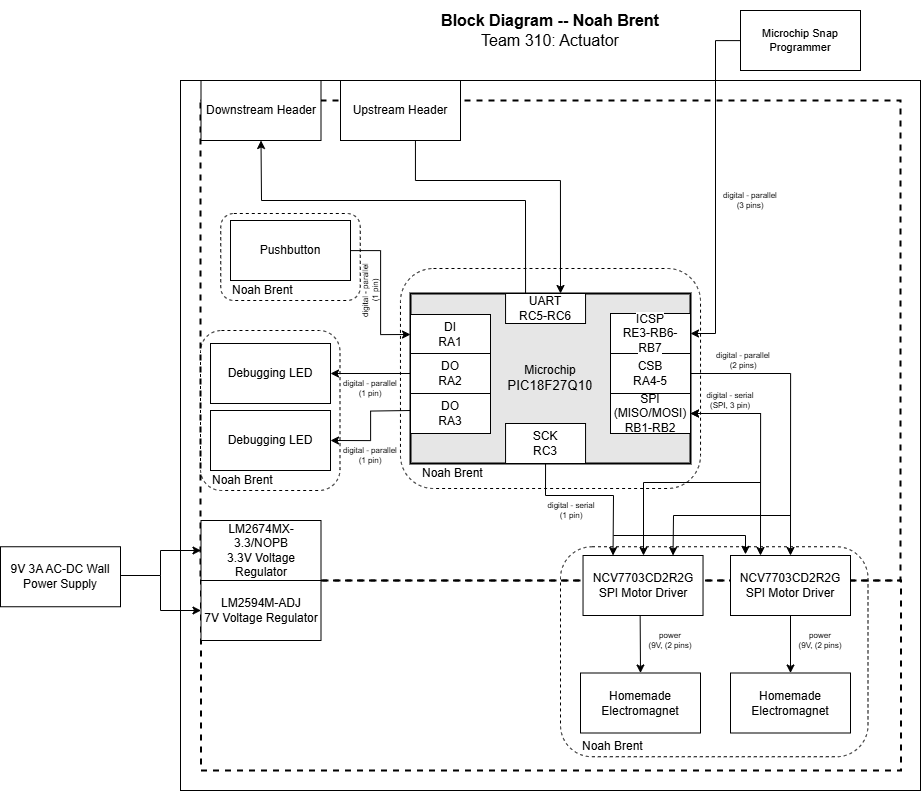 Block Diagram -- Noah Brent
Team 310: Actuator
Microchip Snap
Programmer
Downstream Header
Upstream Header
digital - parallel
(3 pins)
Pushbutton
Noah Brent
digital - parallel
(1 pin)
UART
RC5-RC6
DI
RA1
DO
RA2
DO
RA3
Microchip
PIC18F27Q10
ICSP
RE3-RB6-
RB7
CSB
RA4-5
SPI
(MISO/MOSI)
RB1-RB2
SCK
RC3
Noah Brent
digital - parallel
(2 pins)
digital - serial
(SPI, 3 pin)
Debugging LED
digital - parallel
(1 pin)
Debugging LED
digital - parallel
(1 pin)
Noah Brent
digital - serial
(1 pin)
9V 3A AC-DC Wall
Power Supply
LM2674MX-
3.3/NOPB
3.3V Voltage
Regulator
LM2594M-ADJ
7V Voltage Regulator
NCV7703CD2R2G
SPI Motor Driver
NCV7703CD2R2G
SPI Motor Driver
power
(9V, (2 pins)
power
(9V, (2 pins)
Homemade
Electromagnet
Homemade
Electromagnet
Noah Brent